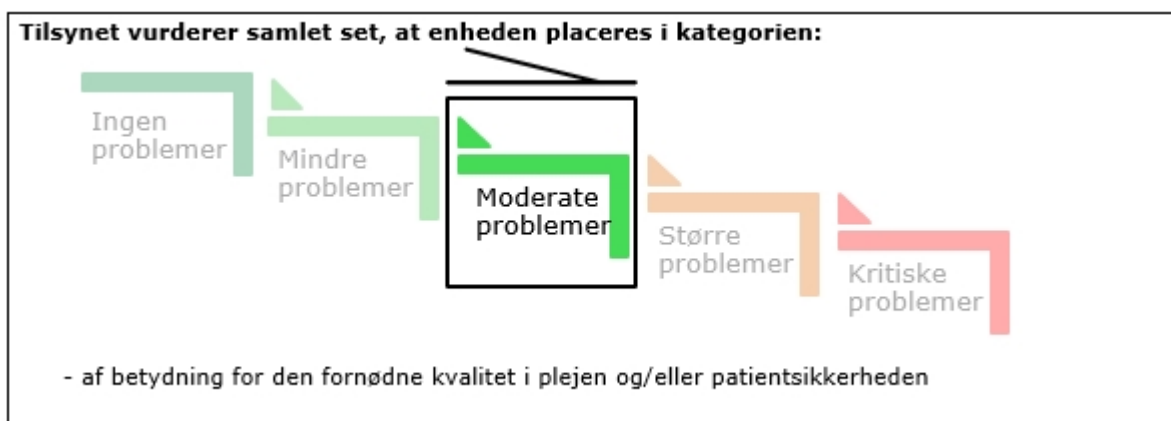 Tilsynet vurderer samlet set, at enheden placeres i kategorien:
Ingen
problemer
Mindre
problemer
Moderate
problemer
Større
problemer
Kritiske
problemer
- af betydning for den fornødne kvalitet i plejen og/eller patientsikkerheden